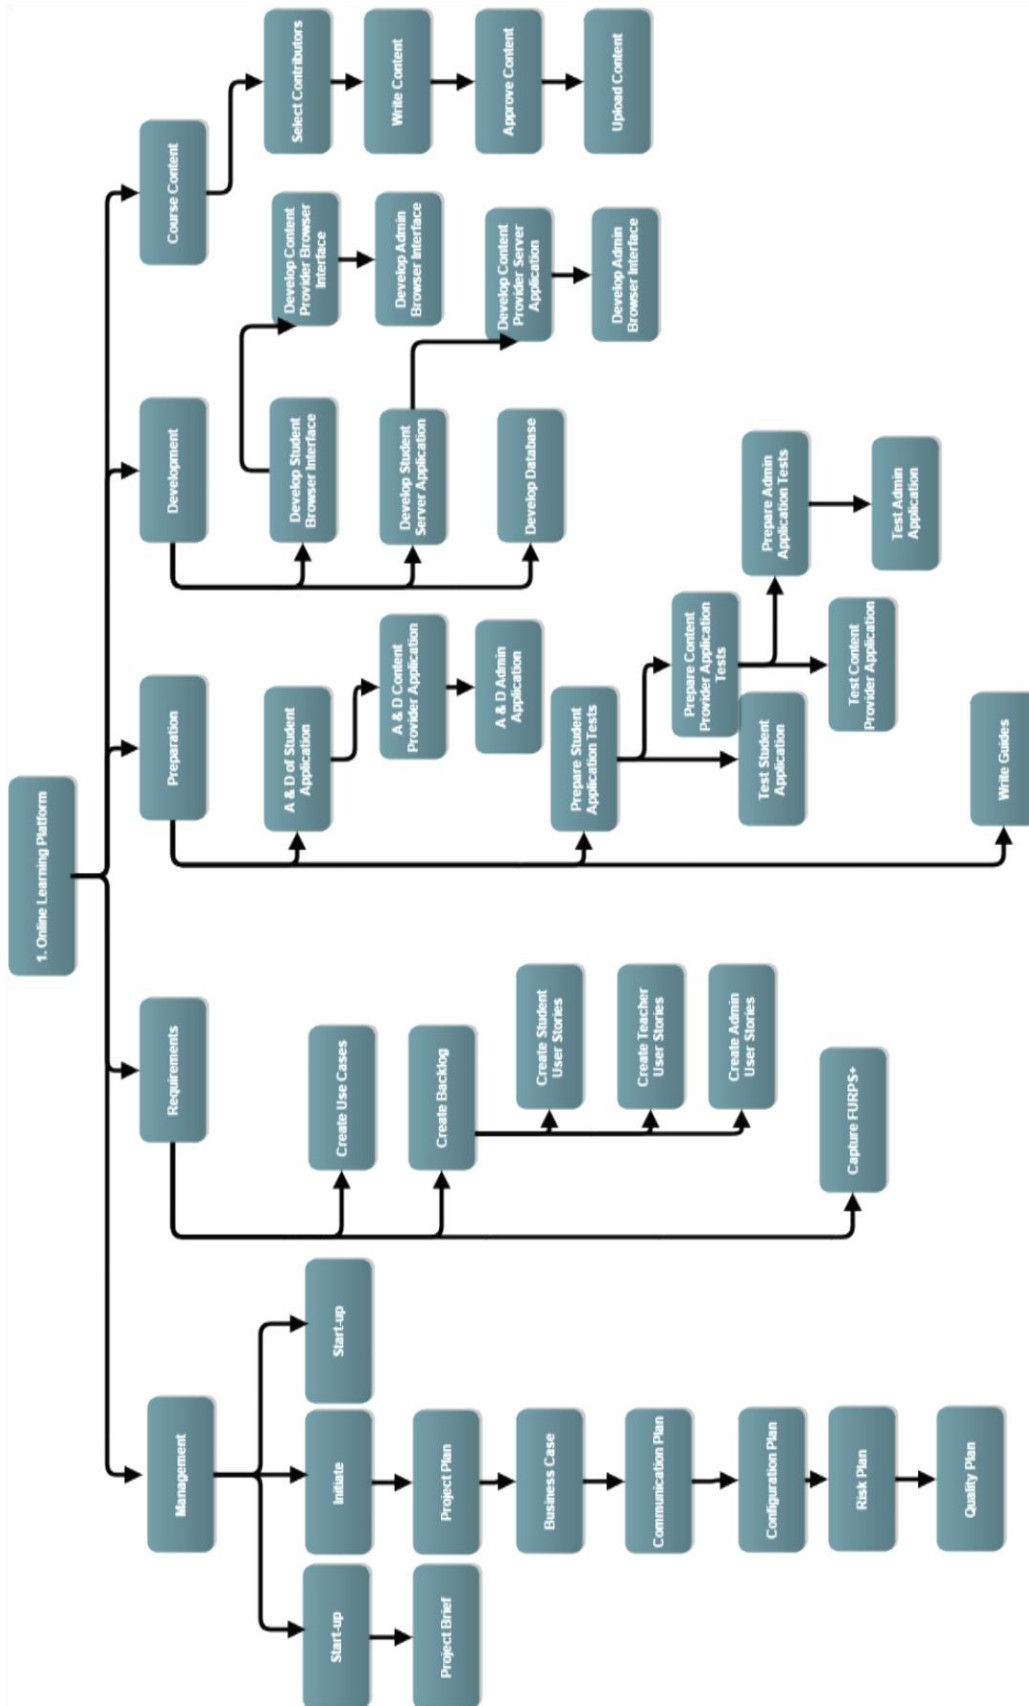 1. Online Learning Platform
Management
Start-up
Project Brief
Initiate
Project Plan
Business Case
Communication Plan
Configuration Plan
Risk Plan
Quality Plan
Start-up
Requirements
Create Use Cases
Create Backlog
Create Student
User Stories
Create Teacher
User Stories
Create Admin
User Stories
Capture FURPS+
Preparation
A & D of Student
Application
A & D Content
Provider Application
A & D Admin
Application
Prepare Student
Application Tests
Test Student
Application
Prepare Content
Provider Application
Tests
Test Content
Provider Application
Prepare Admin
Application Tests
Test Admin
Application
Write Guides
Development
Develop Student
Browser Interface
Develop Content
Provider Browser
Interface
Develop Admin
Browser Interface
Develop Student
Server Application
Develop Content
Provider Server
Application
Develop Admin
Browser Interface
Develop Database
Course Content
Select Contributors
Write Content
Approve Content
Upload Content